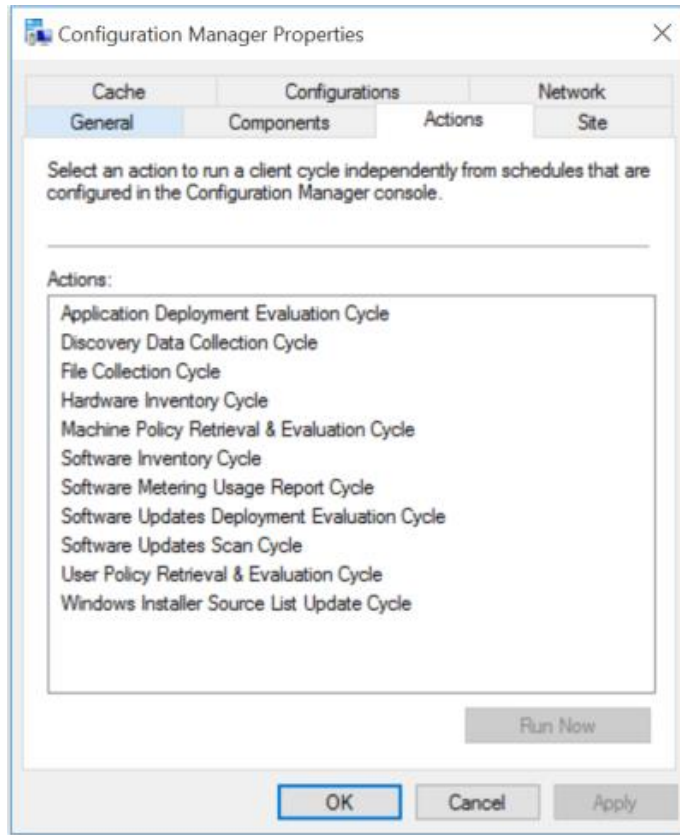 Configuration Manager Properties
Cache Configurations Network
General Components Actions Site
Select an action to run a client cycle independently from schedules that are
configured in the Configuration Manager console.
Actions:
Application Deployment Evaluation Cycle
Discovery Data Collection Cycle
File Collection Cycle
Hardware Inventory Cycle
Machine Policy Retrieval & Evaluation Cycle
Software Inventory Cycle
Software Metering Usage Report Cycle
Software Updates Deployment Evaluation Cycle
Software Updates Scan Cycle
User Policy Retrieval & Evaluation Cycle
Windows Installer Source List Update Cycle
Run Now
OK Cancel Apply